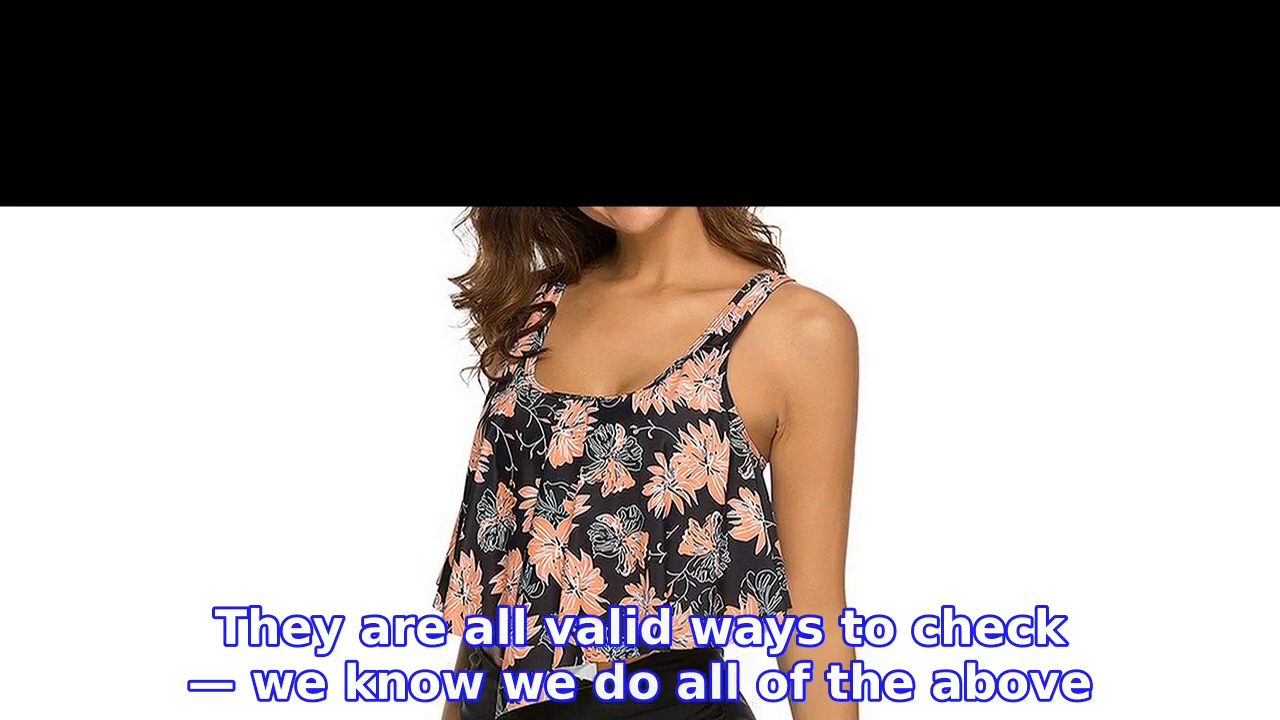 They are all valid ways to check
— we know we do all of the above